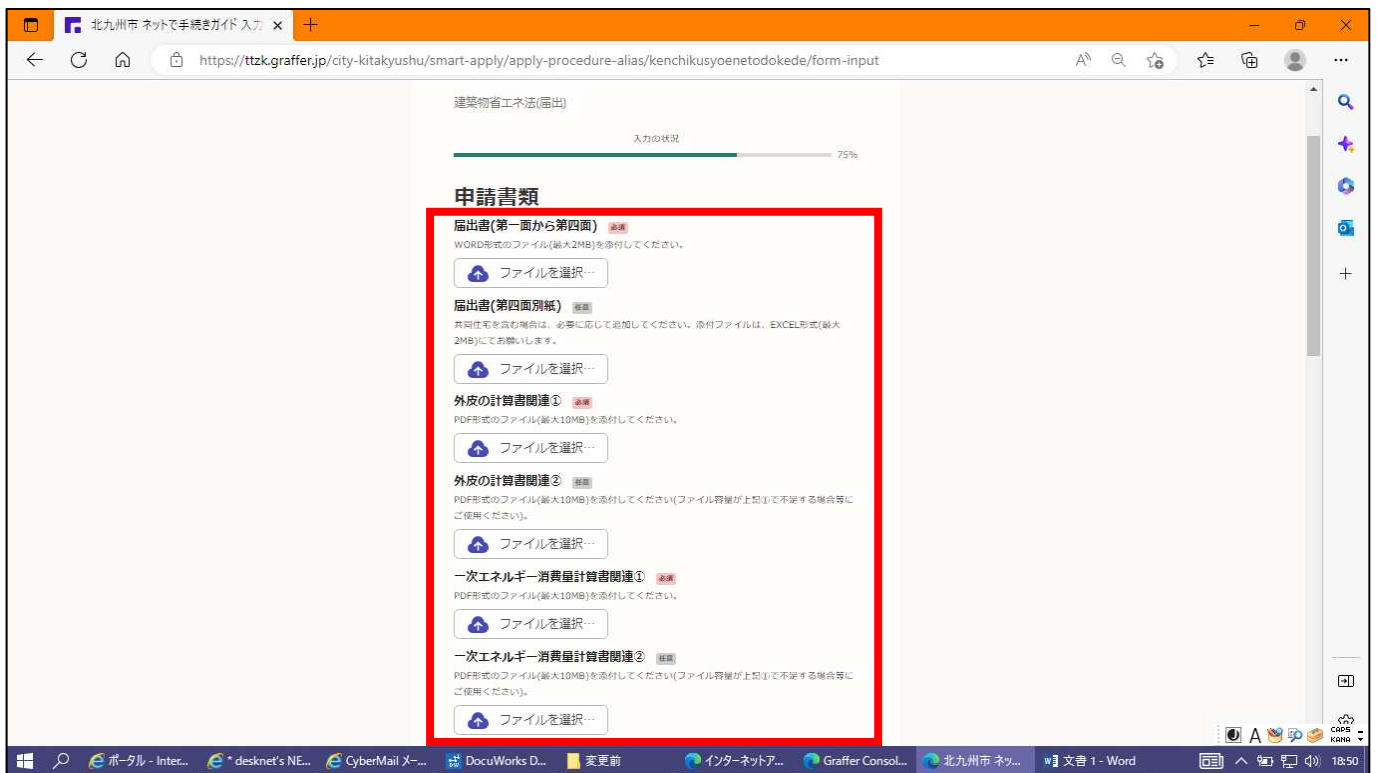 北九州市 ネットで手続きガイド 入力
https://ttzk.graffer.jp/city-kitakyushu/smart-apply/apply-procedure-alias/kenchikusyoenetodokede/form-input
建築物省エネ法(届出)
入力の状況
75%
申請書類
届出書(第一面から第四面) 必須
WORD形式のファイル(最大2MB)を添付してください。
ファイルを選択…
届出書(第四面別紙) 任意
共同住宅を含む場合は、必要に応じて追加してください。添付ファイルは、EXCEL形式(最大
2MB)にてお願いします。
ファイルを選択…
外皮の計算書関連① 必須
PDF形式のファイル(最大10MB)を添付してください。
ファイルを選択…
外皮の計算書関連② 任意
PDF形式のファイル(最大10MB)を添付してください(ファイル容量が上記①で不足する場合等に
ご使用ください)。
ファイルを選択…
一次エネルギー消費量計算書関連① 必須
PDF形式のファイル(最大10MB)を添付してください。
ファイルを選択…
一次エネルギー消費量計算書関連② 任意
PDF形式のファイル(最大10MB)を添付してください(ファイル容量が上記①で不足する場合等に
ご使用ください)。
ファイルを選択…
A CAPS
KANA
ポータル - Inter... * desknet's NE... CyberMail Xー... DocuWorks D... 変更前 インターネットア... Graffer Consol... 北九州市 ネッ... 文書 1 - Word 18:50